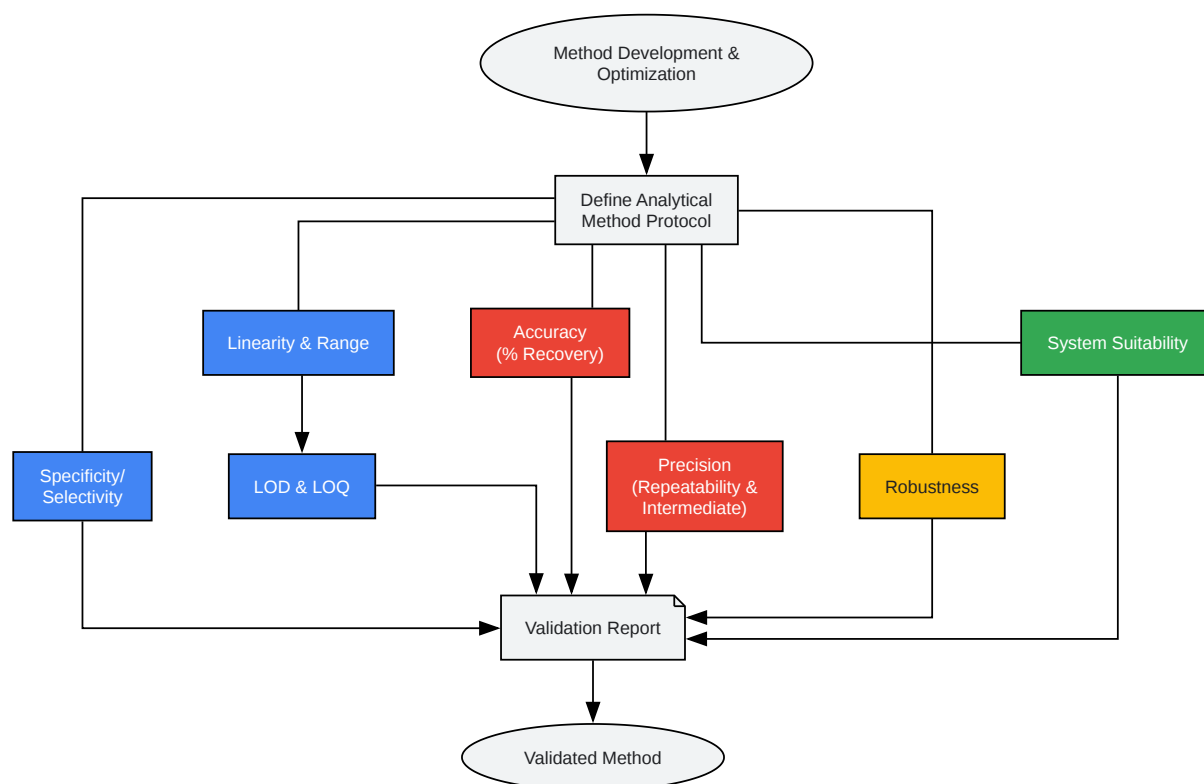 Method Development &
Optimization
Define Analytical
Method Protocol
Linearity & Range
Accuracy
(% Recovery)
System Suitability
Specificity/
Selectivity
LOD & LOQ
Precision
(Repeatability &
Intermediate)
Robustness
Validation Report
Validated Method